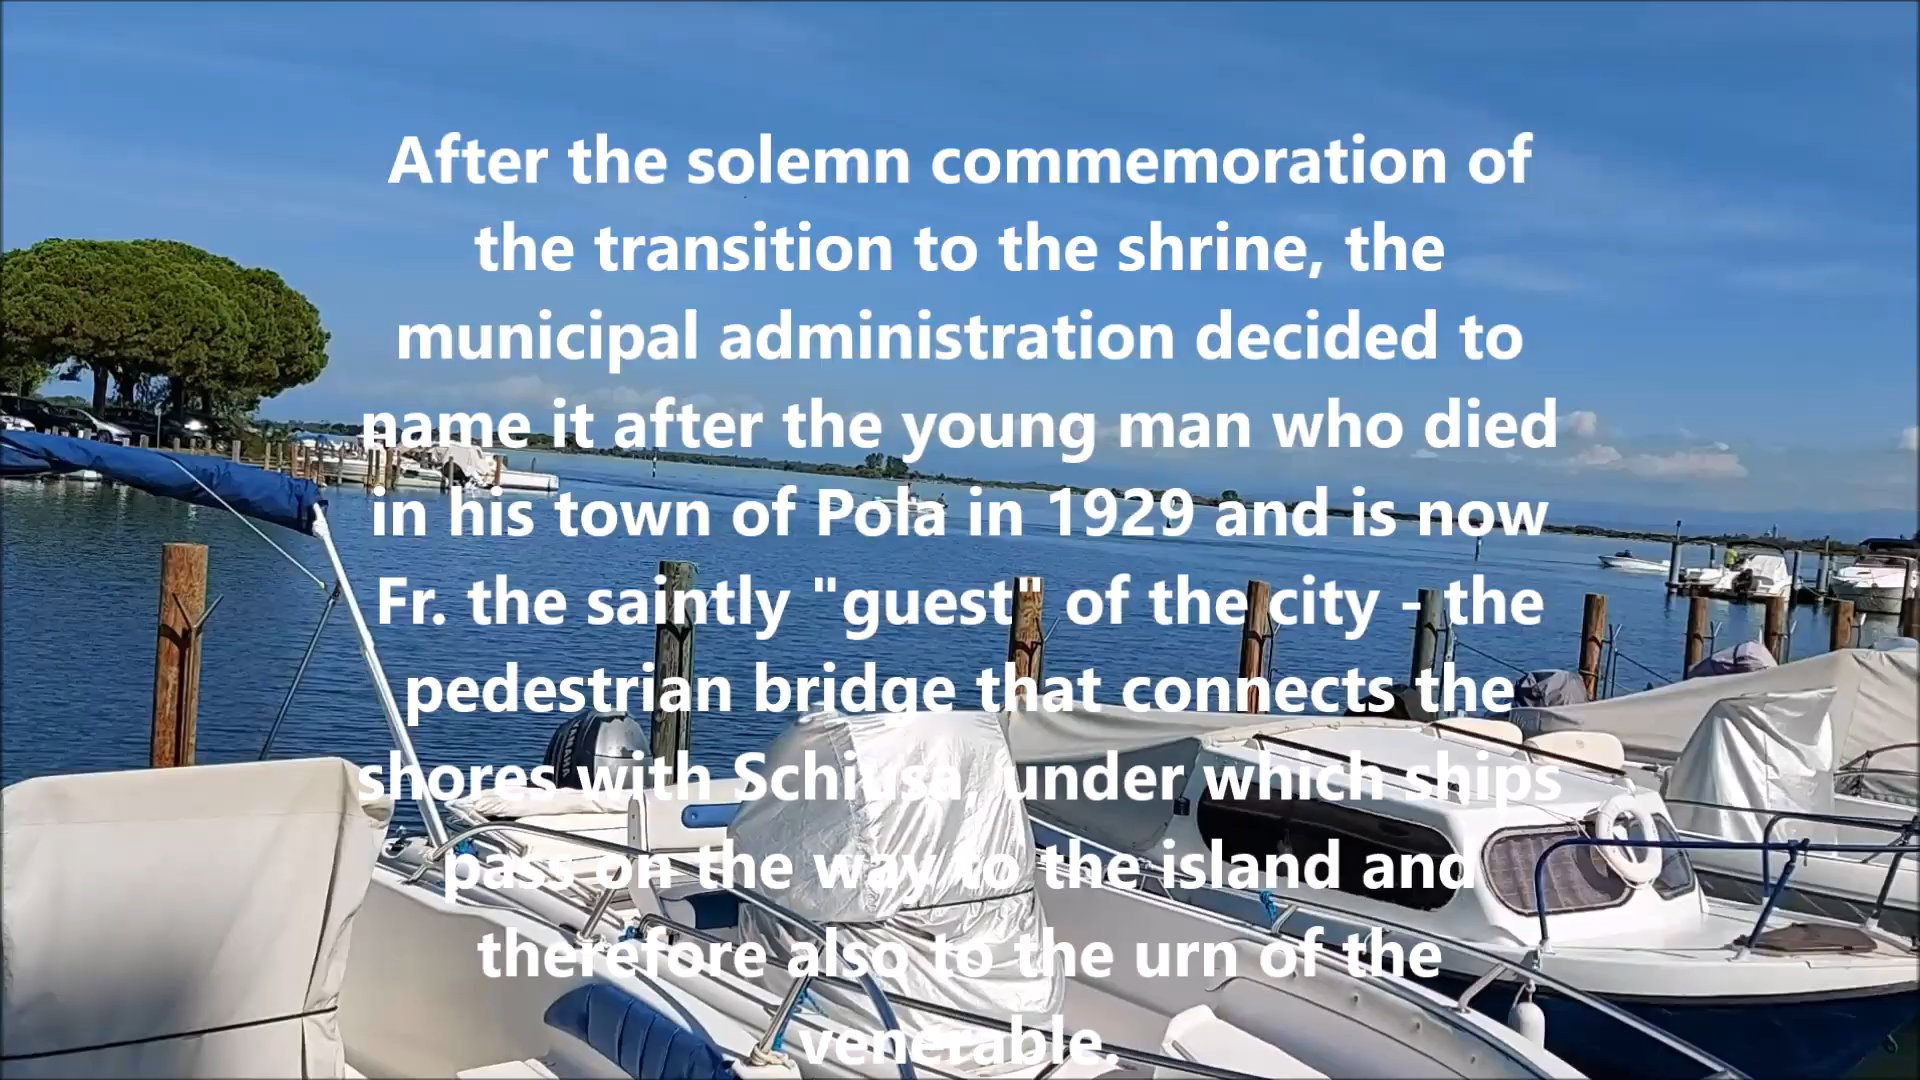 After the solemn commemoration of
the transition to the shrine, the
municipal administration decided to
name it after the young man who died
in his town of Pola in 1929 and is now
Fr. the saintly "guest" of the city - the
pedestrian bridge that connects the
shores with Schiusa, under which ships
pass on the way to the island and
therefore also to the urn of the
venerable.
YAMAHA